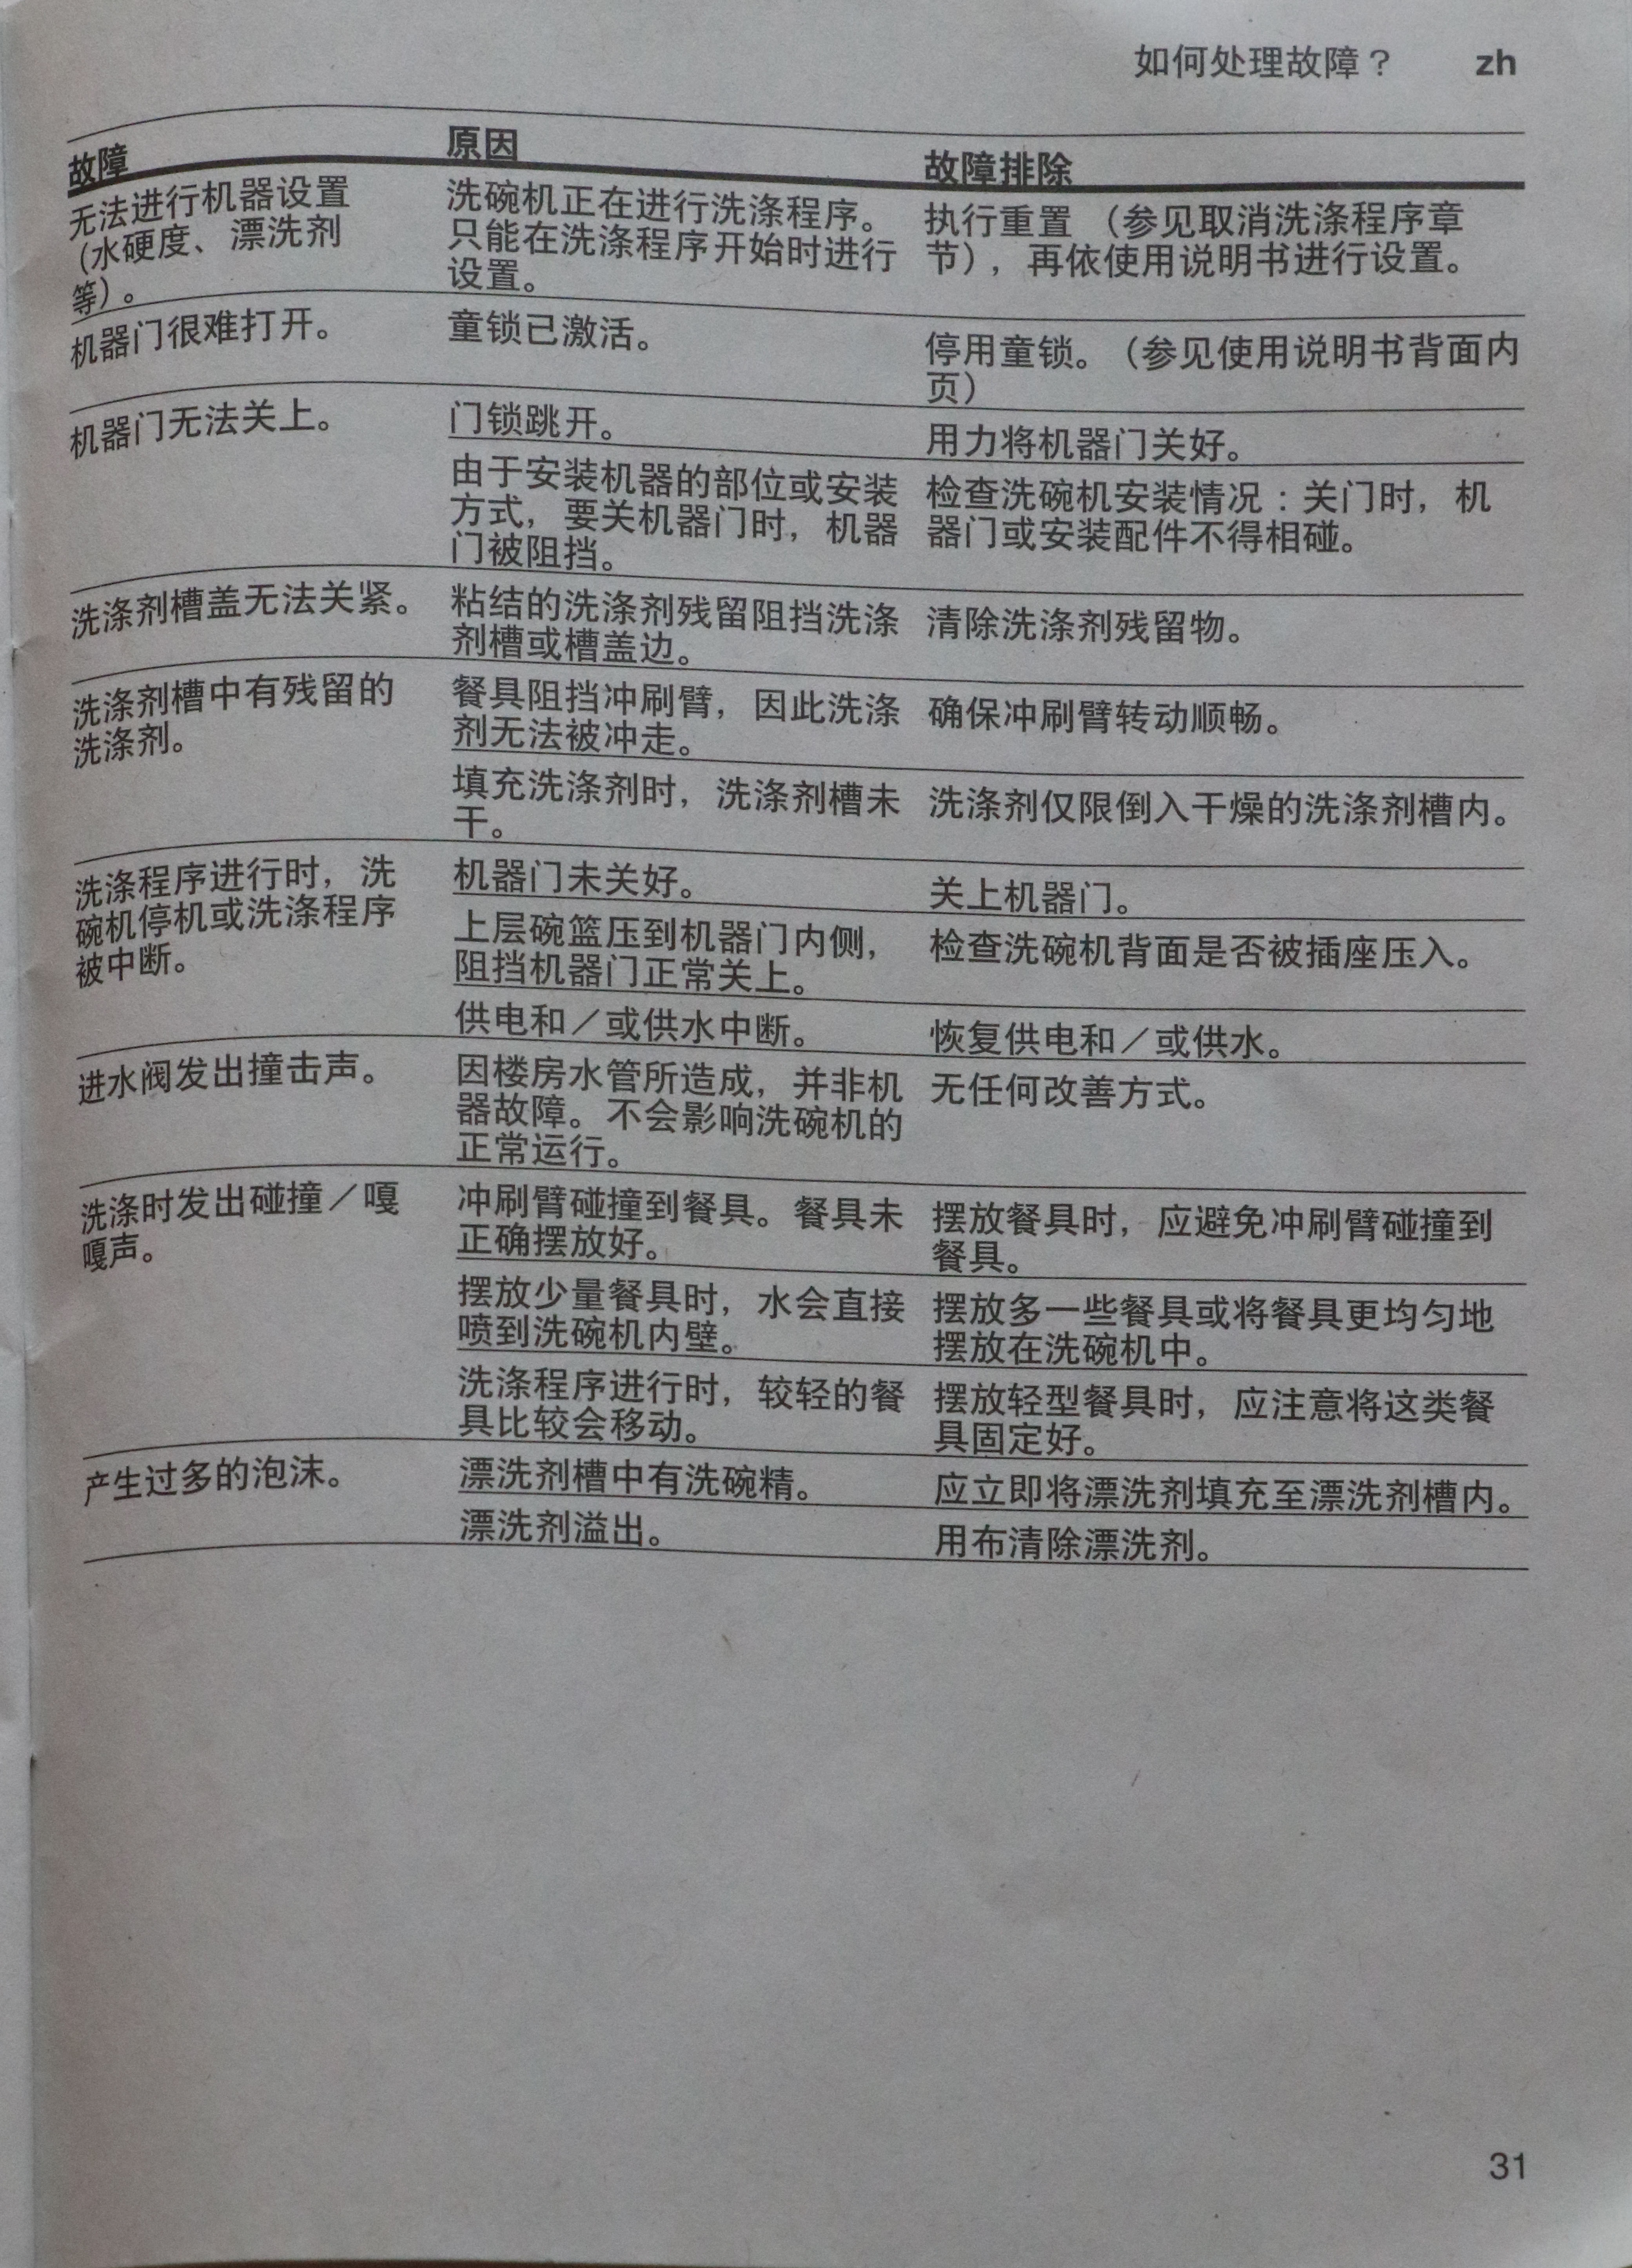 如何处理故障？ zh
故障 原因 故障排除
无法进行机器设置
（水硬度、漂洗剂
等）。
洗碗机正在进行洗涤程序。
只能在洗涤程序开始时进行
设置。
执行重置（参见取消洗涤程序章
节），再依使用说明书进行设置。
机器门很难打开。
童锁已激活。
停用童锁。（参见使用说明书背面内
页）
机器门无法关上。
门锁跳开。
用力将机器门关好。
由于安装机器的部位或安装
方式，要关机器门时，机器
门被阻挡。
检查洗碗机安装情况：关门时，机
器门或安装配件不得相碰。
洗涤剂槽盖无法关紧。
粘结的洗涤剂残留阻挡洗涤
剂槽或槽盖边。
清除洗涤剂残留物。
洗涤剂槽中有残留的
洗涤剂。
餐具阻挡冲刷臂，因此洗涤
剂无法被冲走。
确保冲刷臂转动顺畅。
填充洗涤剂时，洗涤剂槽未
干。
洗涤剂仅限倒入干燥的洗涤剂槽内。
洗涤程序进行时，洗
碗机停机或洗涤程序
被中断。
机器门未关好。
关上机器门。
上层碗篮压到机器门内侧，
阻挡机器门正常关上。
检查洗碗机背面是否被插座压入。
供电和／或供水中断。
恢复供电和／或供水。
进水阀发出撞击声。
因楼房水管所造成，并非机
器故障。不会影响洗碗机的
正常运行。
无任何改善方式。
洗涤时发出碰撞／嘎
嘎声。
冲刷臂碰撞到餐具。餐具未
正确摆放好。
摆放餐具时，应避免冲刷臂碰撞到
餐具。
摆放少量餐具时，水会直接
喷到洗碗机内壁。
摆放多一些餐具或将餐具更均匀地
摆放在洗碗机中。
洗涤程序进行时，较轻的餐
具比较会移动。
摆放轻型餐具时，应注意将这类餐
具固定好。
产生过多的泡沫。
漂洗剂槽中有洗碗精。
应立即将漂洗剂填充至漂洗剂槽内。
漂洗剂溢出。
用布清除漂洗剂。
31